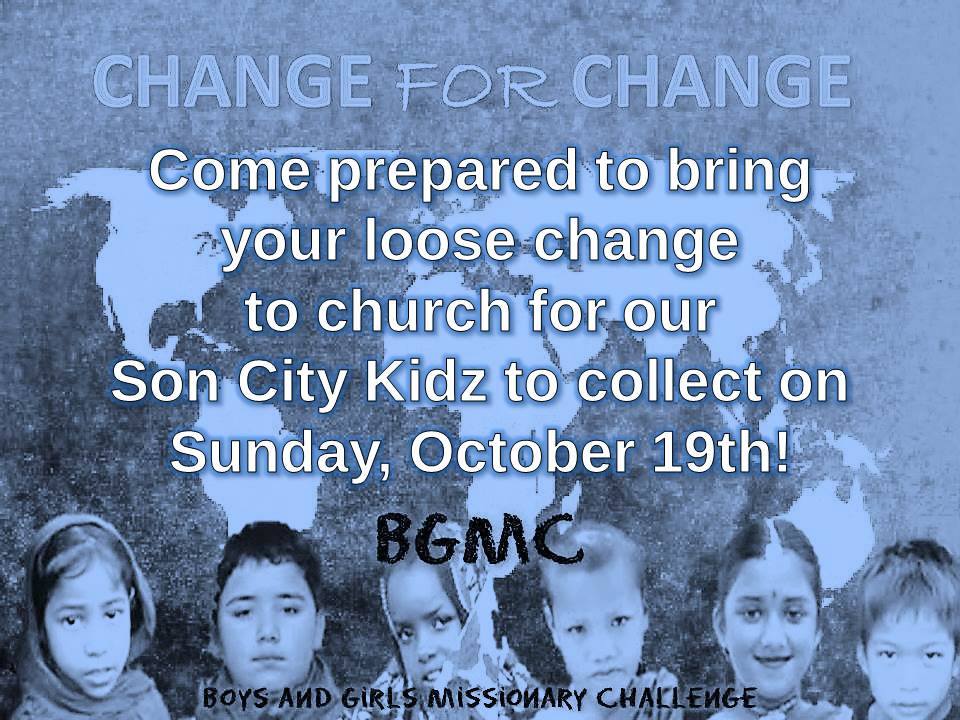 CHANGE FOR CHANGE
Come prepared to bring
your loose change
to church for our
Son City Kidz to collect on
Sunday, October 19th!
BGMC
BOYS AND GIRLS MISSIONARY CHALLENGE